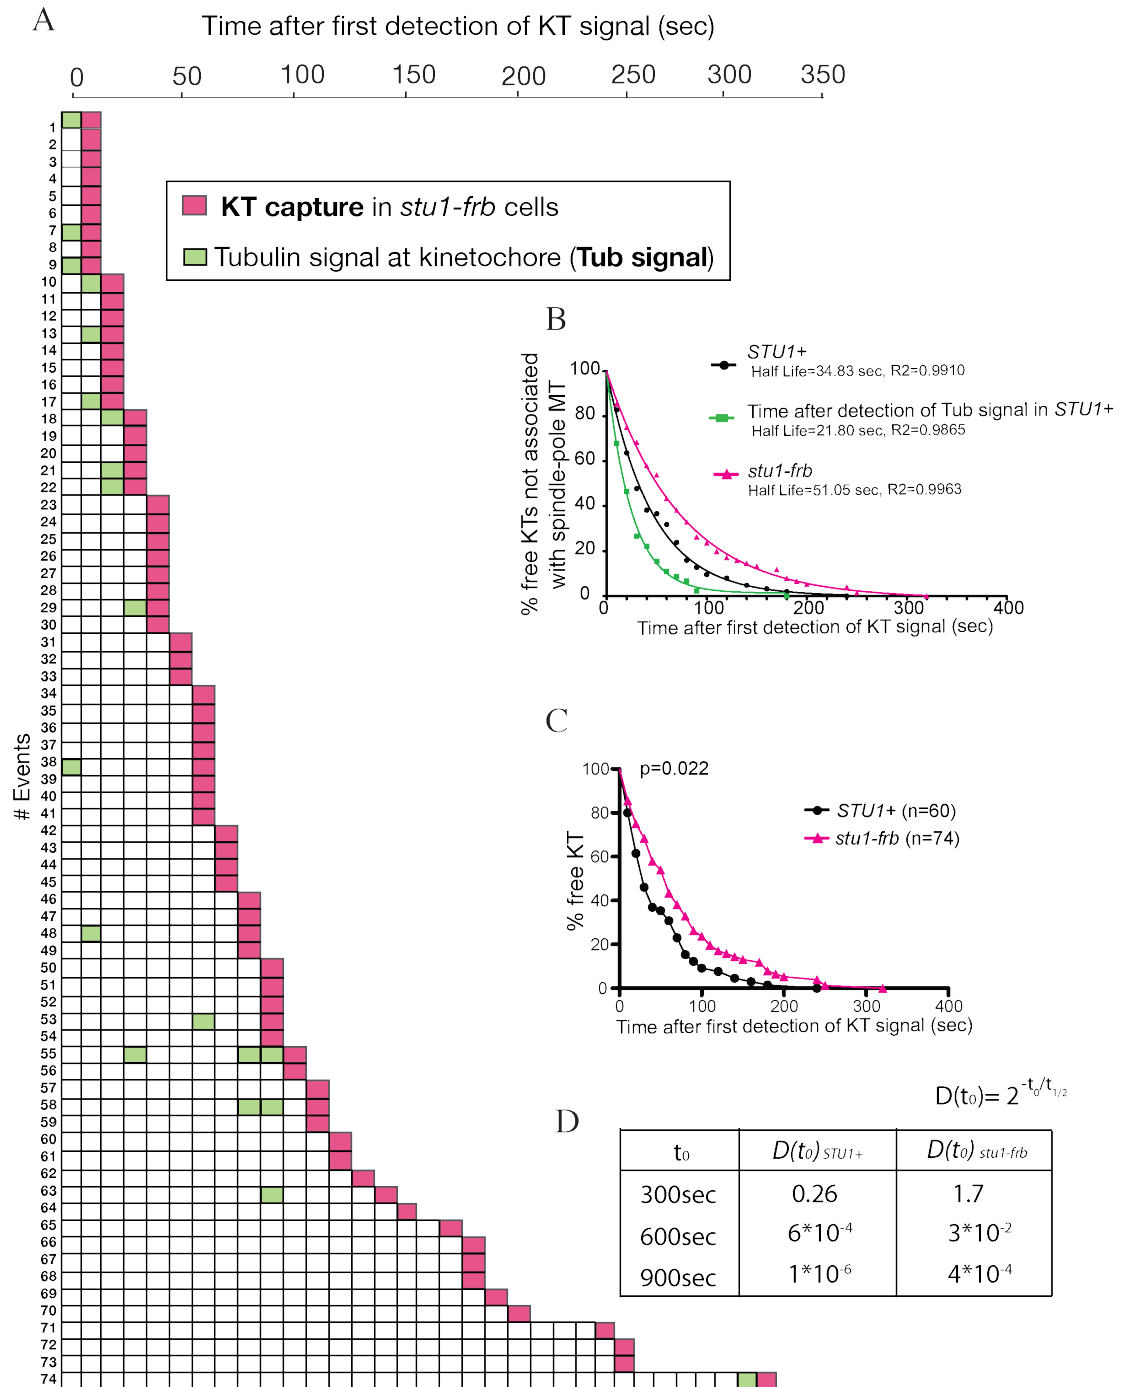 A
Time after first detection of KT signal (sec)
0 50 100 150 200 250 300 350
KT capture in stu1-frb cells
Tubulin signal at kinetochore (Tub signal)
# Events
1
2
3
4
5
6
7
8
9
10
11
12
13
14
15
16
17
18
19
20
21
22
23
24
25
26
27
28
29
30
31
32
33
34
35
36
37
38
39
40
41
42
43
44
45
46
47
48
49
50
51
52
53
54
55
56
57
58
59
60
61
62
63
64
65
66
67
68
69
70
71
72
73
74
B
% free KTs not associated
with spindle-pole MT
100
80
60
40
20
0
0 100 200 300 400
Time after first detection of KT signal (sec)
STU1+
Half Life=34.83 sec, R2=0.9910
Time after detection of Tub signal in STU1+
Half Life=21.80 sec, R2=0.9865
stu1-frb
Half Life=51.05 sec, R2=0.9963
C
% free KT
100
80
60
40
20
0
p=0.022
STU1+ (n=60)
stu1-frb (n=74)
0 100 200 300 400
Time after first detection of KT signal (sec)
D
D(t0)= 2^-t0/t1/2
t0 D(t0) STU1+ D(t0) stu1-frb
300sec 0.26 1.7
600sec 6*10^-4 3*10^-2
900sec 1*10^-6 4*10^-4